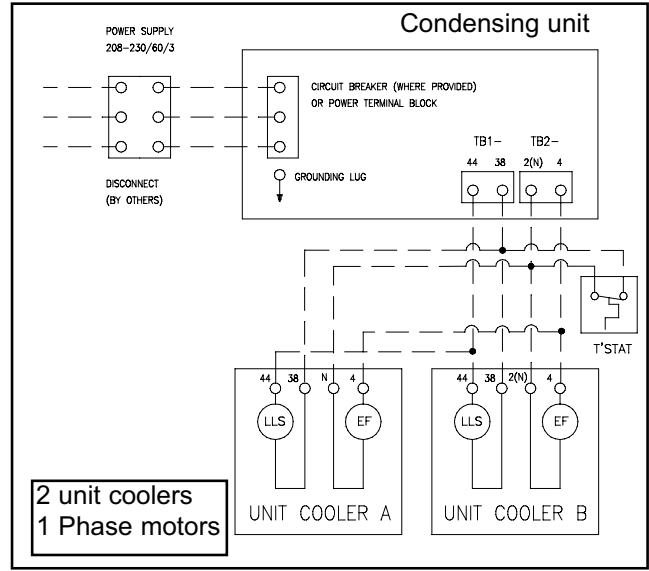 Condensing unit
POWER SUPPLY
208-230/60/3
CIRCUIT BREAKER (WHERE PROVIDED)
OR POWER TERMINAL BLOCK
TB1- TB2-
44 38 2(N) 4
GROUNDING LUG
DISCONNECT
(BY OTHERS)
T'STAT
44 38 N 4
44 38 2(N) 4
LLS EF
LLS EF
UNIT COOLER A
UNIT COOLER B
2 unit coolers
1 Phase motors